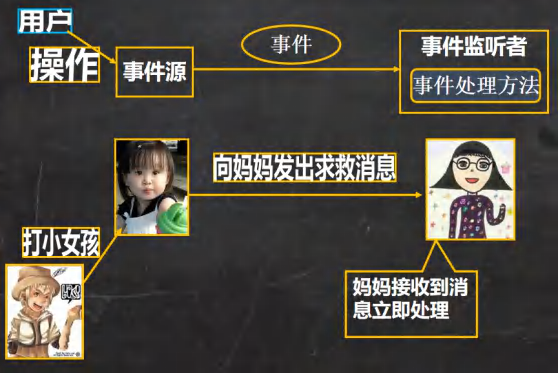 用户
操作
事件源
事件
事件监听者
事件处理方法
向妈妈发出求救消息
打小女孩
妈妈接收到消
息立即处理